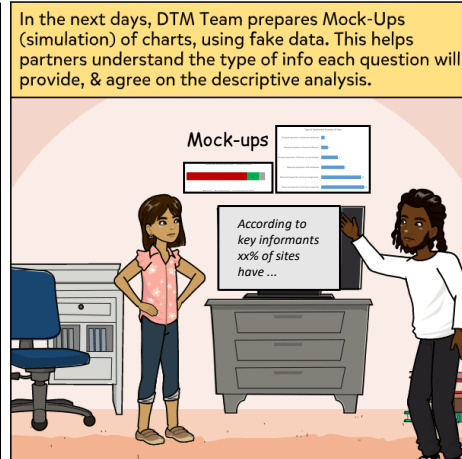 In the next days, DTM Team prepares Mock-Ups
(simulation) of charts, using fake data. This helps
partners understand the type of info each question will
provide, & agree on the descriptive analysis.
Mock-ups
According to
key informants
xx% of sites
have ...